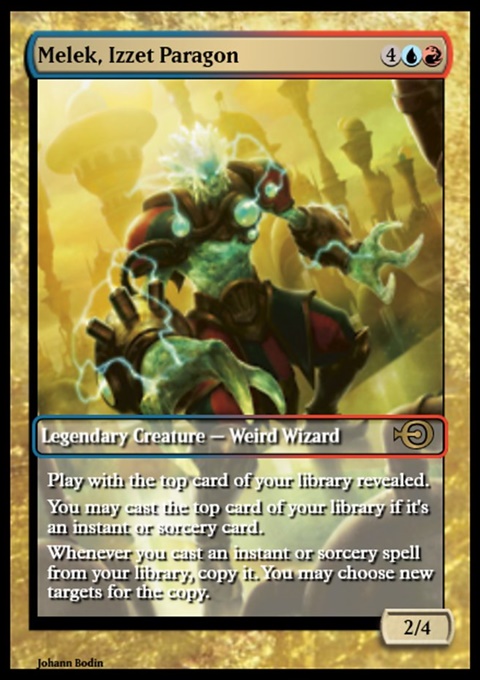 Melek, Izzet Paragon 4
Legendary Creature — Weird Wizard
Play with the top card of your library revealed.
You may cast the top card of your library if it's
an instant or sorcery card.
Whenever you cast an instant or sorcery spell
from your library, copy it. You may choose new
targets for the copy.
2/4
Johann Bodin